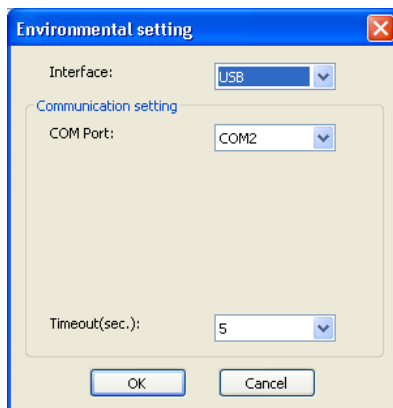 Environmental setting
Interface: USB
Communication setting
COM Port: COM2
Timeout(sec.): 5
OK Cancel